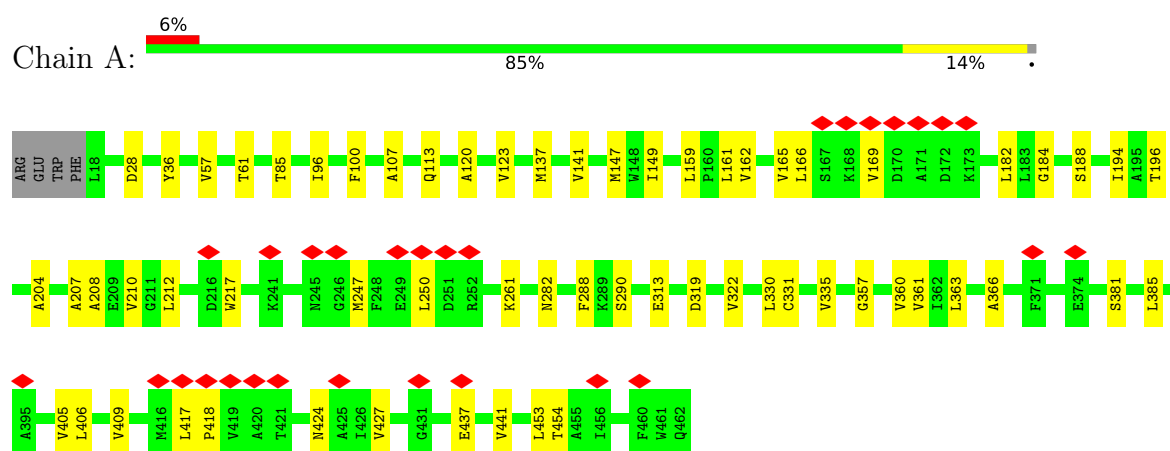 6%
Chain A:
85% 14% •
ARG GLU TRP PHE L18 D28 Y36 V57 T61 T85 I96 F100 A107 Q113 A120 V123 M137 V141 M147 W148 I149 L159 P160 L161 V162 V165 L166 S167 K168 V169 D170 A171 D172 K173 L182 L183 G184 S188 I194 A195 T196
A204 A207 A208 E209 V210 G211 L212 D216 W217 K241 N245 G246 M247 F248 E249 L250 D251 R252 K261 N282 F288 K289 S290 E313 D319 V322 L330 C331 V335 G357 V360 V361 I362 L363 A366 F371 E374 S381 L385
A395 V405 L406 V409 M416 L417 P418 V419 A420 T421 N424 A425 I426 V427 G431 E437 V441 L453 T454 A455 I456 F460 W461 Q462